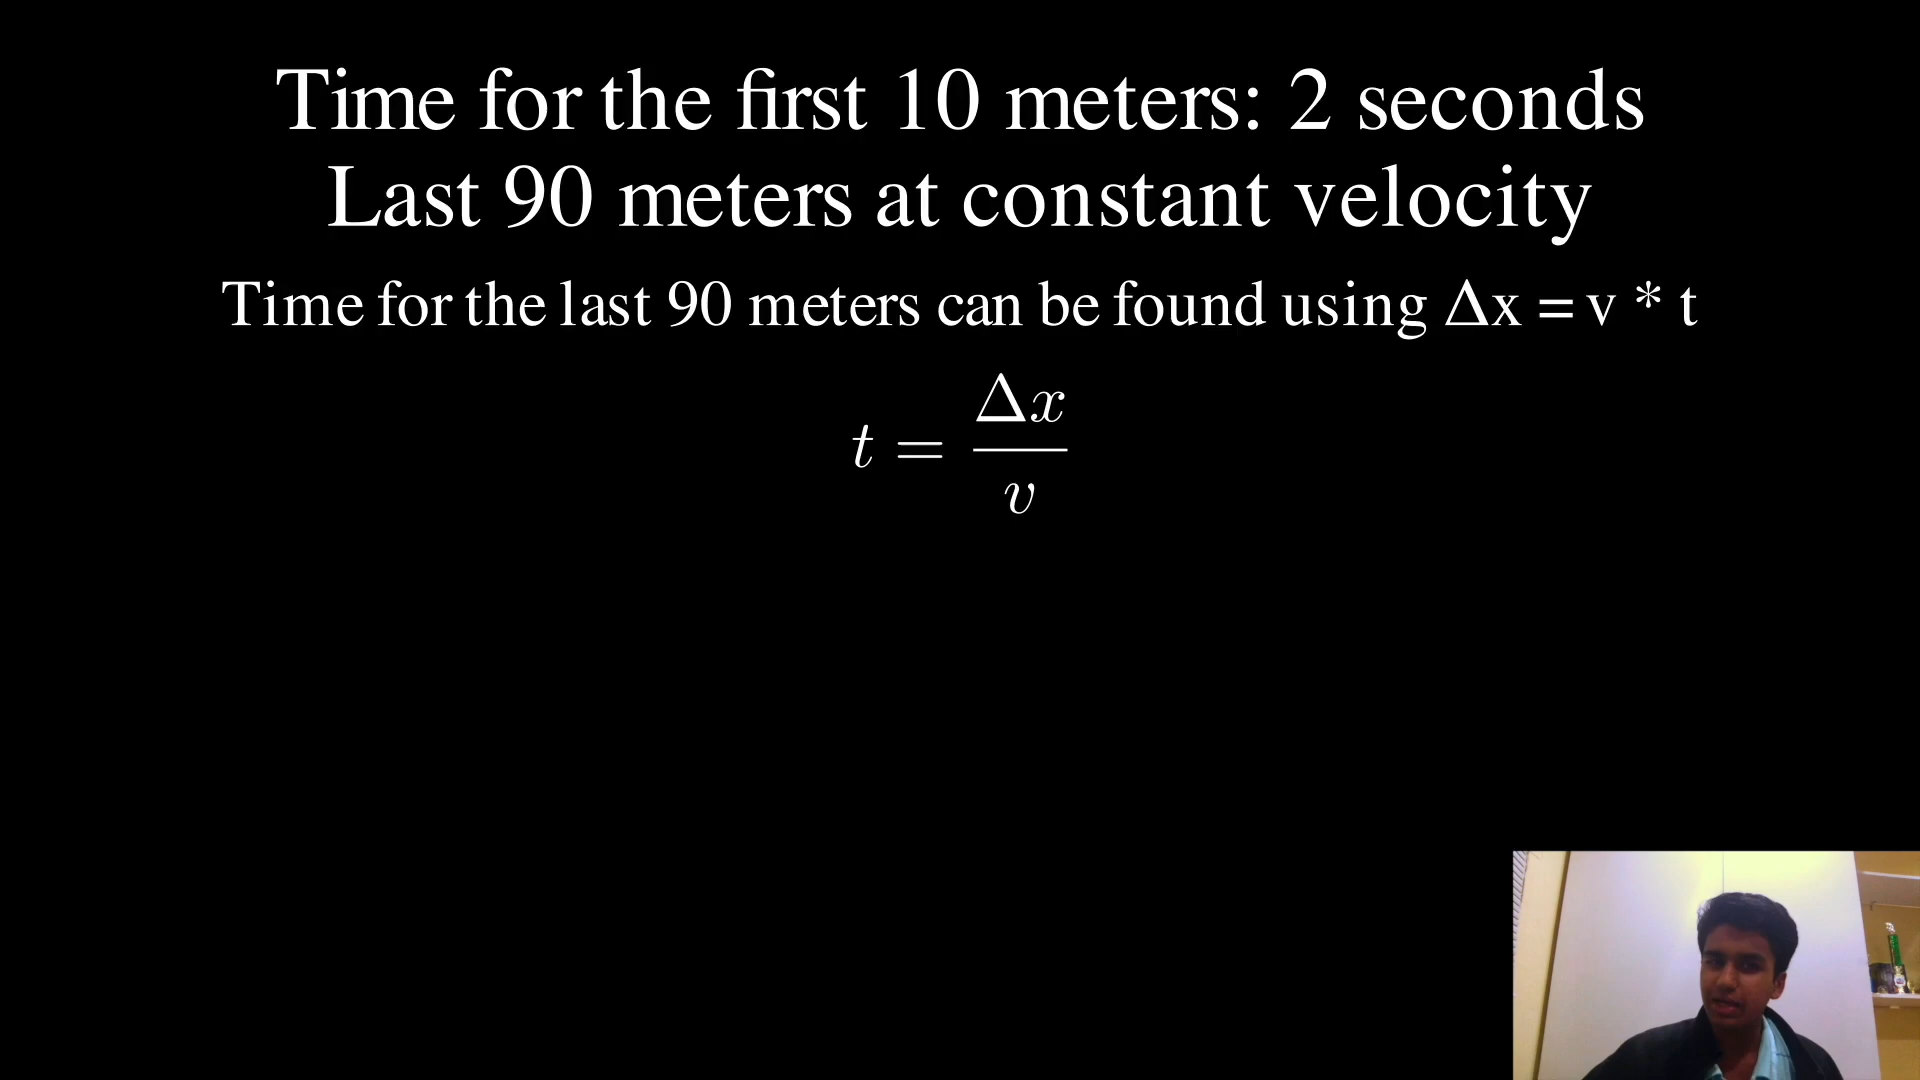 Time for the first 10 meters: 2 seconds
Last 90 meters at constant velocity
Time for the last 90 meters can be found using Δx = v * t
t = Δx / v